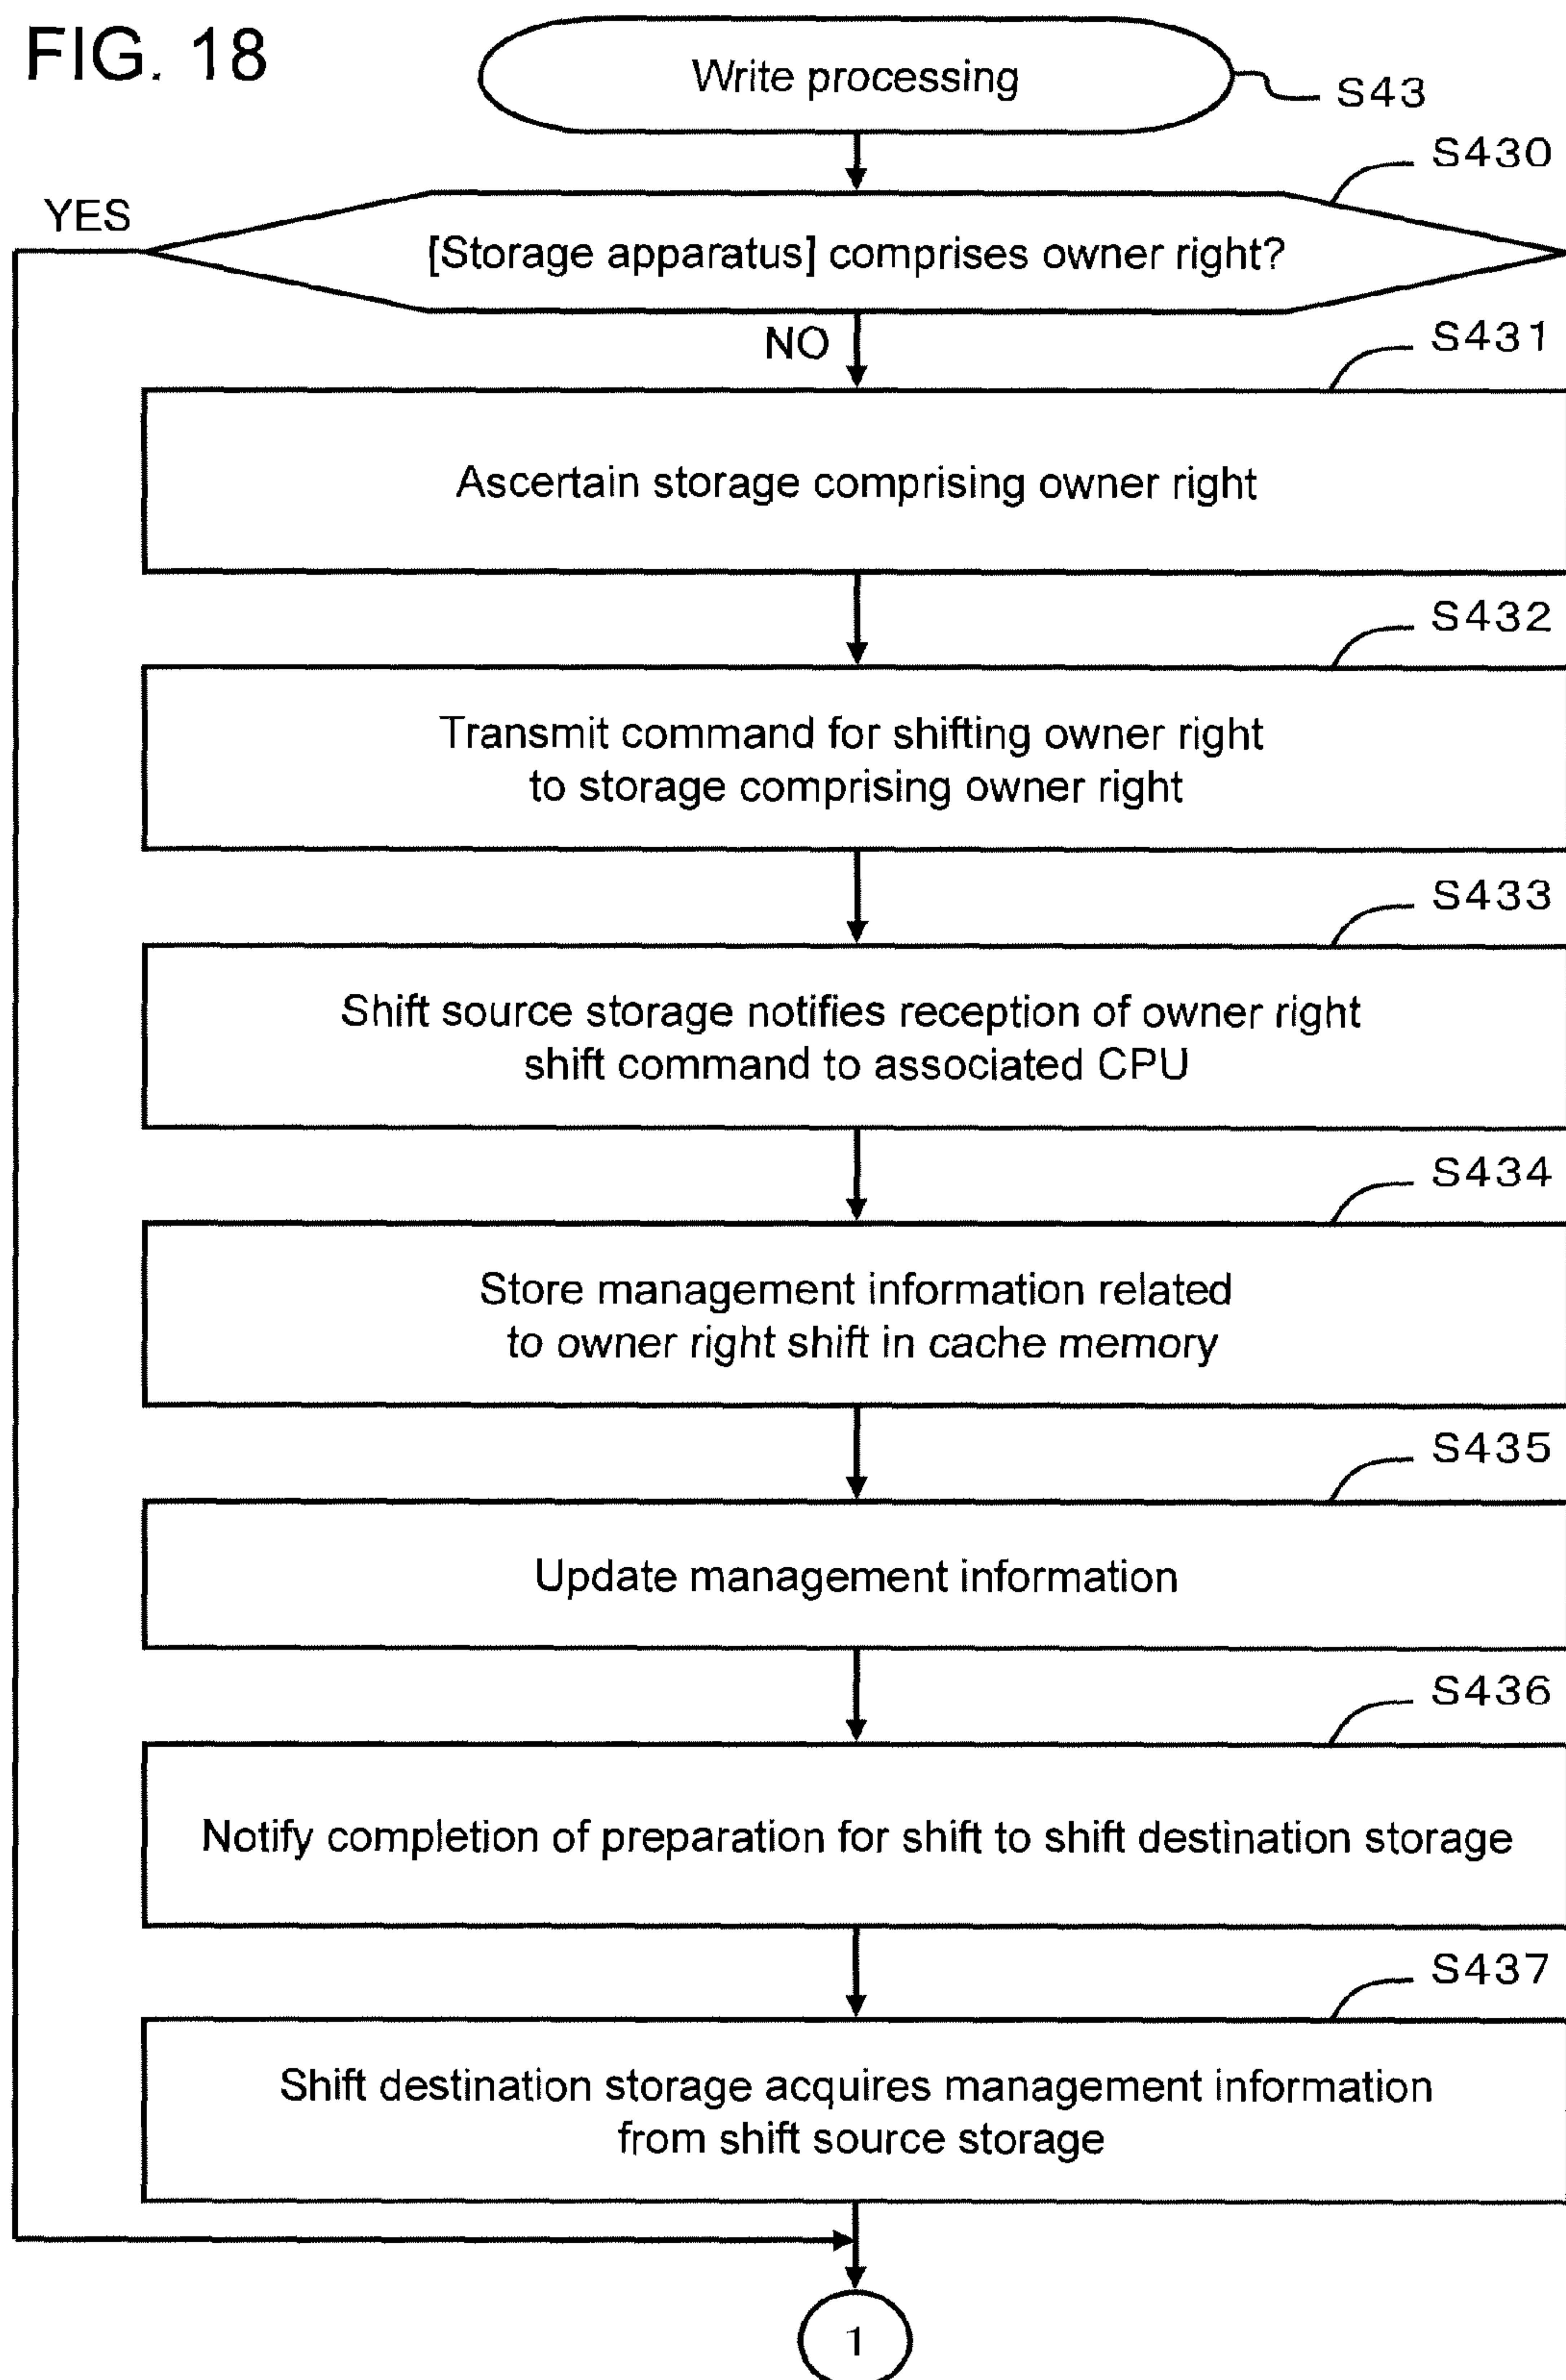 FIG. 18
Write processing
S43
S430
YES
[Storage apparatus] comprises owner right?
NO
S431
Ascertain storage comprising owner right
S432
Transmit command for shifting owner right
to storage comprising owner right
S433
Shift source storage notifies reception of owner right
shift command to associated CPU
S434
Store management information related
to owner right shift in cache memory
S435
Update management information
S436
Notify completion of preparation for shift to shift destination storage
S437
Shift destination storage acquires management information
from shift source storage
1